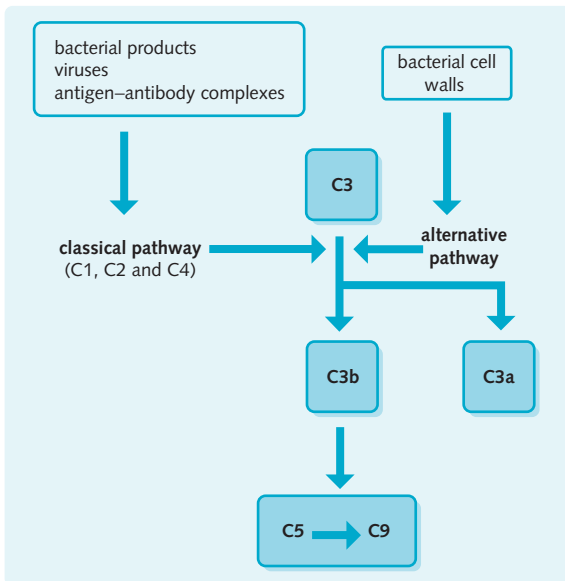 bacterial products
viruses
antigen–antibody complexes
bacterial cell
walls
C3
classical pathway
(C1, C2 and C4)
alternative
pathway
C3b
C3a
C5
C9